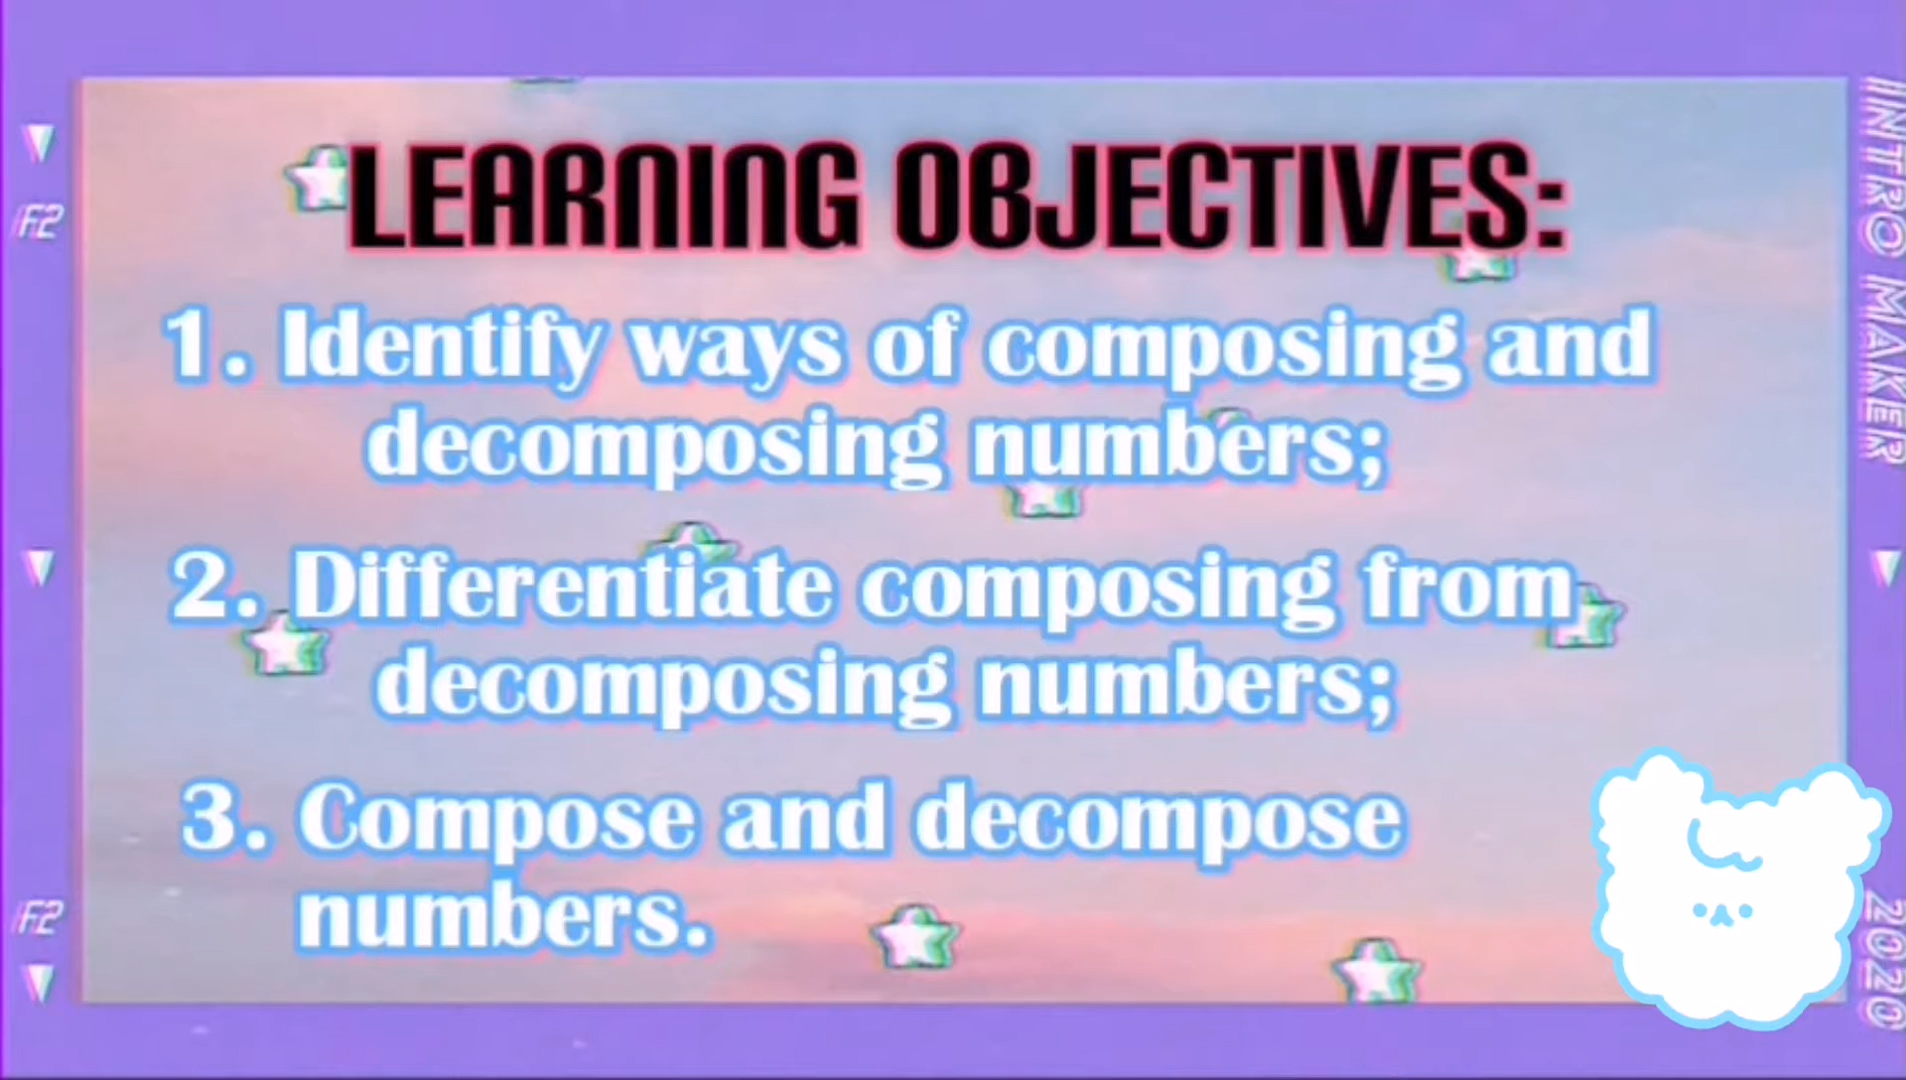 LEARNING OBJECTIVES:
1. Identify ways of composing and
decomposing numbers;
2. Differentiate composing from
decomposing numbers;
3. Compose and decompose
numbers.
F2
F2
INTRO MAKER
2020